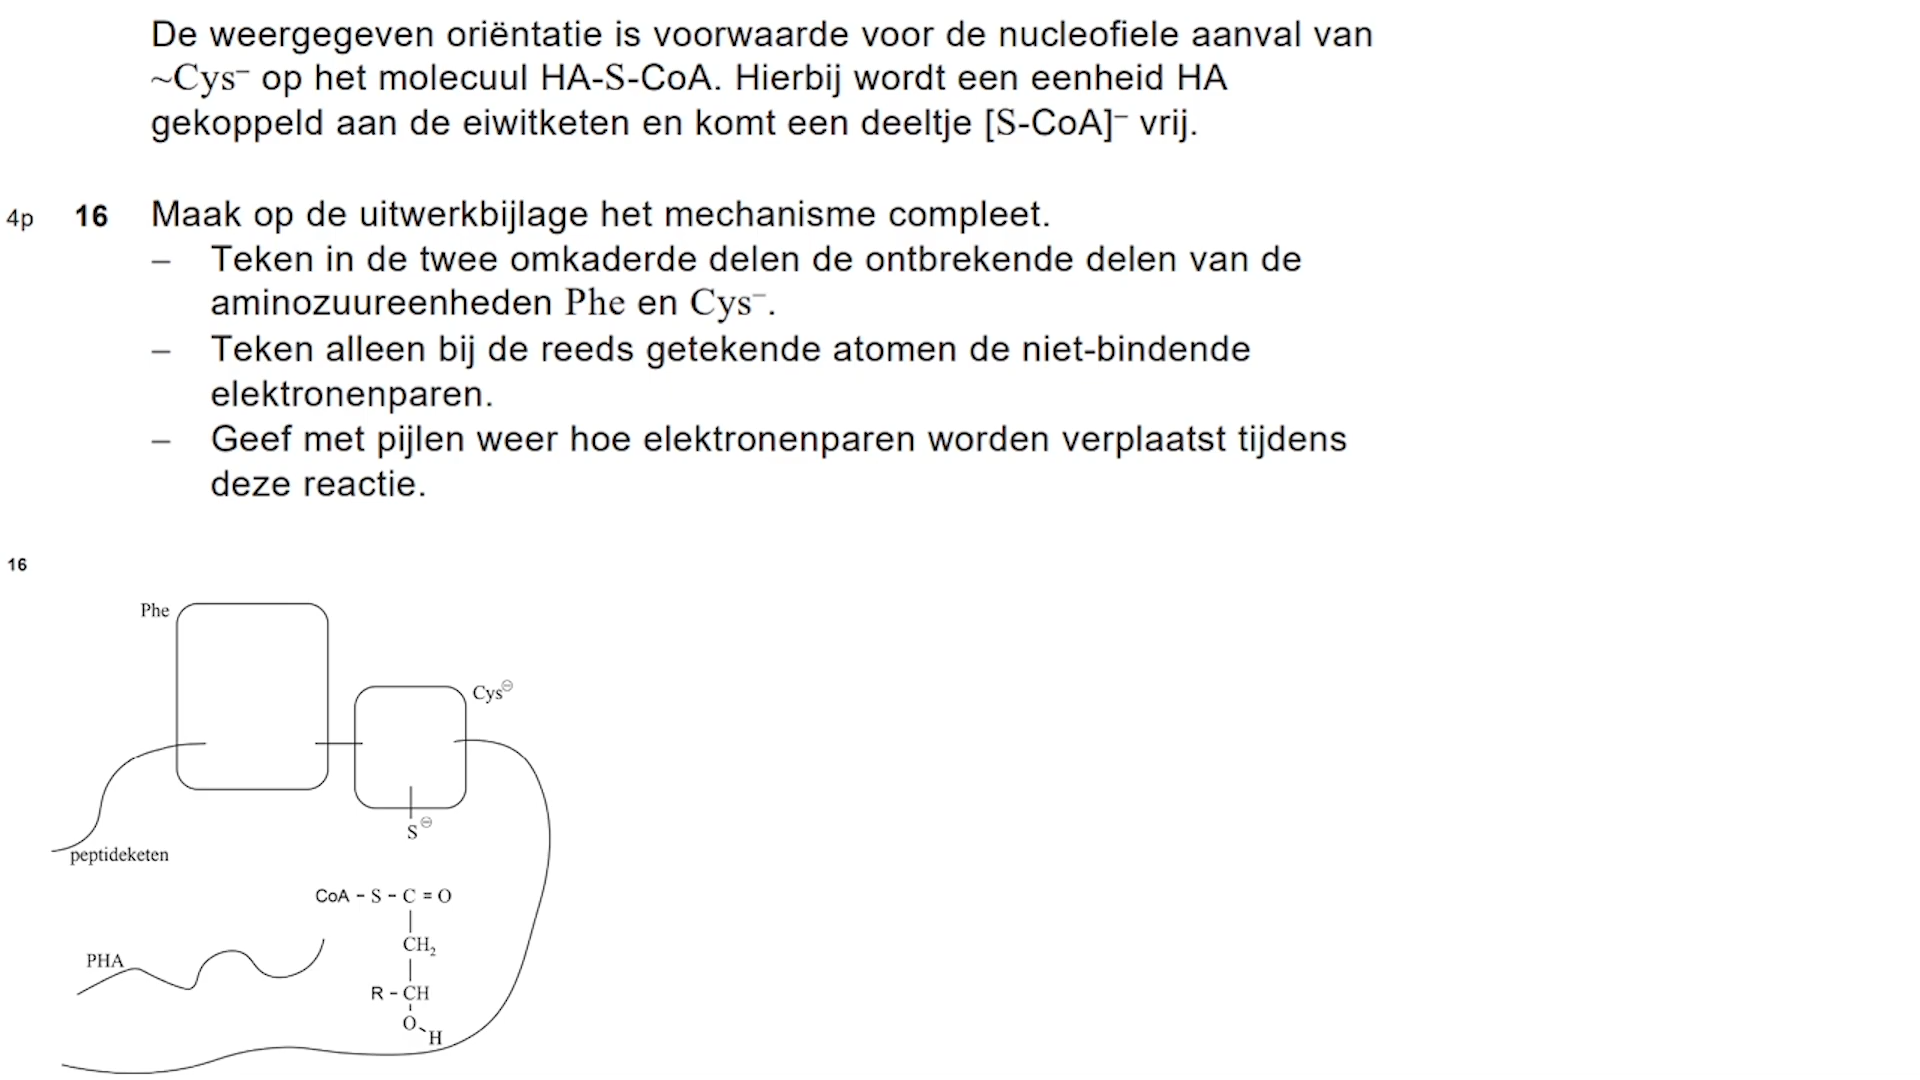 De weergegeven oriëntatie is voorwaarde voor de nucleofiele aanval van
~Cys⁻ op het molecuul HA-S-CoA. Hierbij wordt een eenheid HA
gekoppeld aan de eiwitketen en komt een deeltje [S-CoA]⁻ vrij.
4p 16 Maak op de uitwerkbijlage het mechanisme compleet.
– Teken in de twee omkaderde delen de ontbrekende delen van de
aminozuureenheden Phe en Cys⁻.
– Teken alleen bij de reeds getekende atomen de niet-bindende
elektronenparen.
– Geef met pijlen weer hoe elektronenparen worden verplaatst tijdens
deze reactie.
16
Phe
Cys⊖
S⊖
peptideketen
CoA - S - C = O
CH₂
PHA
R - CH
O
H